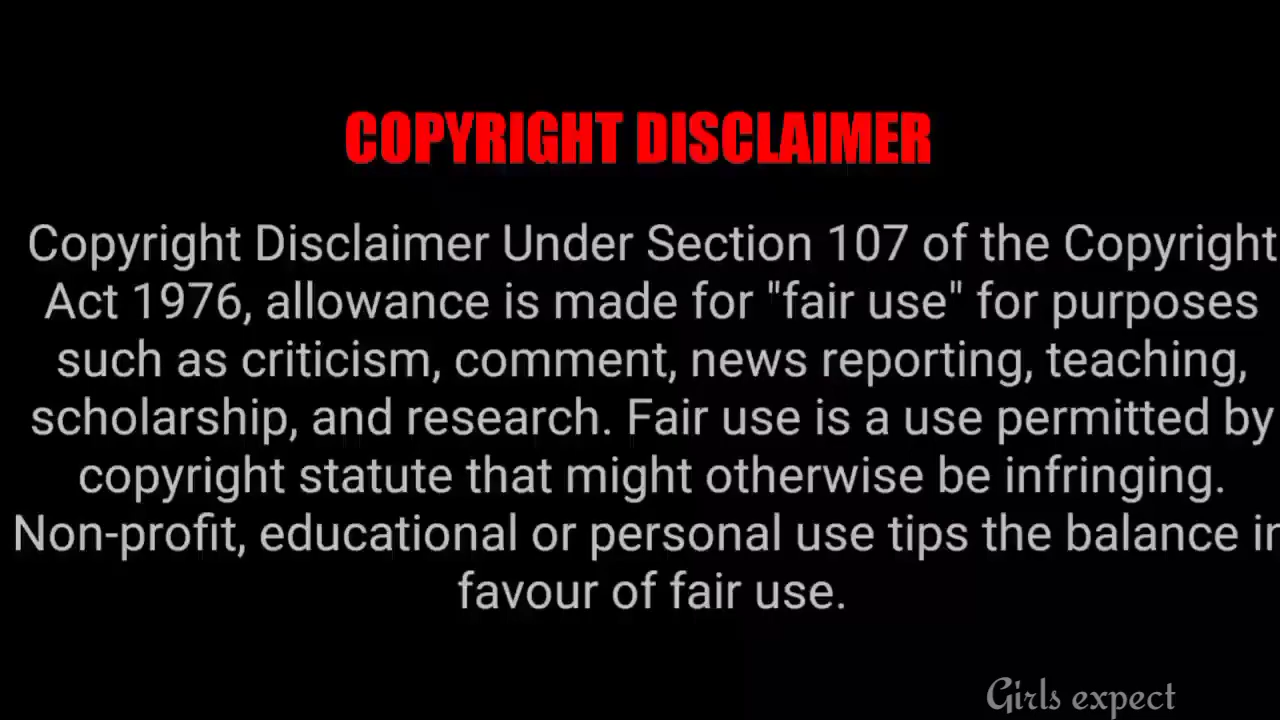 COPYRIGHT DISCLAIMER
Copyright Disclaimer Under Section 107 of the Copyright
Act 1976, allowance is made for "fair use" for purposes
such as criticism, comment, news reporting, teaching,
scholarship, and research. Fair use is a use permitted by
copyright statute that might otherwise be infringing.
Non-profit, educational or personal use tips the balance in
favour of fair use.
Girls expect